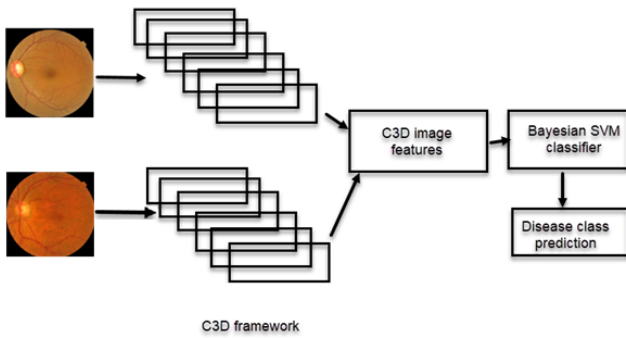 C3D image
features
Bayesian SVM
classifier
Disease class
prediction
C3D framework